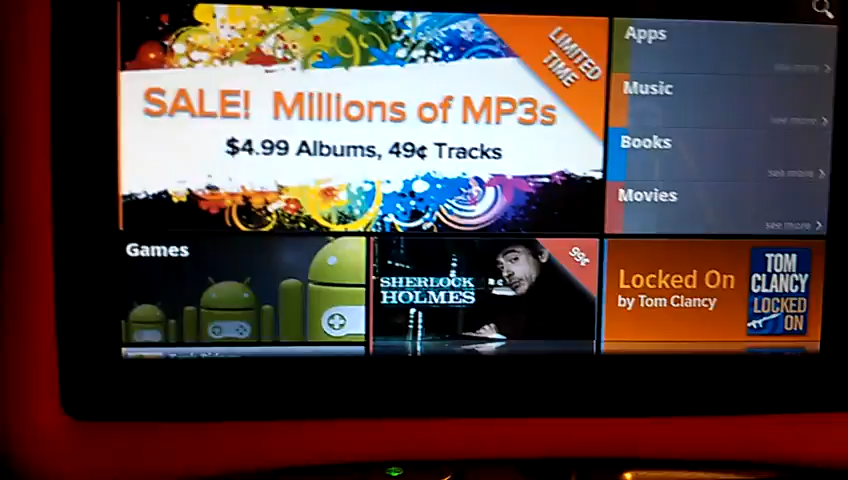 SALE! Millions of MP3s
$4.99 Albums, 49¢ Tracks
LIMITED
TIME
Apps
see more
Music
see more
Books
see more
Movies
see more
Games
SHERLOCK
HOLMES
99¢
Locked On
by Tom Clancy
TOM
CLANCY
LOCKED
ON